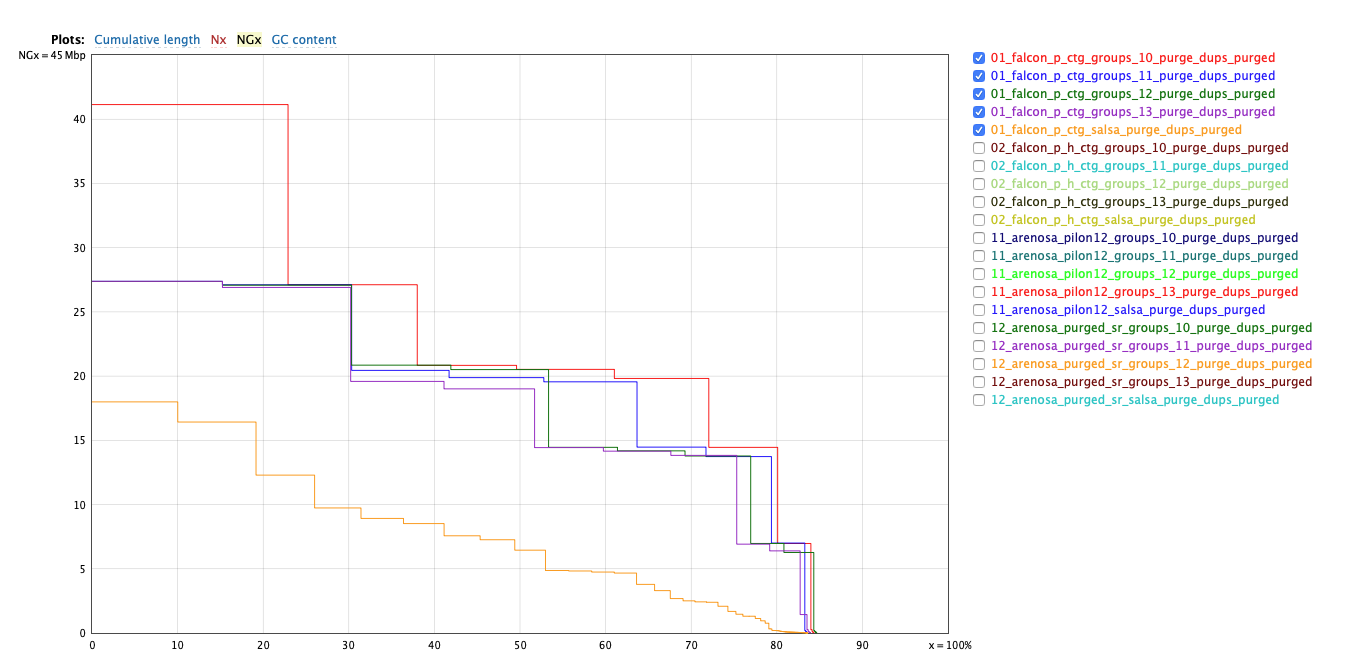 Plots: Cumulative length Nx NGx GC content
NGx = 45 Mbp
40
35
30
25
20
15
10
5
0
0 10 20 30 40 50 60 70 80 90 x = 100%
01_falcon_p_ctg_groups_10_purge_dups_purged
01_falcon_p_ctg_groups_11_purge_dups_purged
01_falcon_p_ctg_groups_12_purge_dups_purged
01_falcon_p_ctg_groups_13_purge_dups_purged
01_falcon_p_ctg_salsa_purge_dups_purged
02_falcon_p_h_ctg_groups_10_purge_dups_purged
02_falcon_p_h_ctg_groups_11_purge_dups_purged
02_falcon_p_h_ctg_groups_12_purge_dups_purged
02_falcon_p_h_ctg_groups_13_purge_dups_purged
02_falcon_p_h_ctg_salsa_purge_dups_purged
11_arenosa_pilon12_groups_10_purge_dups_purged
11_arenosa_pilon12_groups_11_purge_dups_purged
11_arenosa_pilon12_groups_12_purge_dups_purged
11_arenosa_pilon12_groups_13_purge_dups_purged
11_arenosa_pilon12_salsa_purge_dups_purged
12_arenosa_purged_sr_groups_10_purge_dups_purged
12_arenosa_purged_sr_groups_11_purge_dups_purged
12_arenosa_purged_sr_groups_12_purge_dups_purged
12_arenosa_purged_sr_groups_13_purge_dups_purged
12_arenosa_purged_sr_salsa_purge_dups_purged